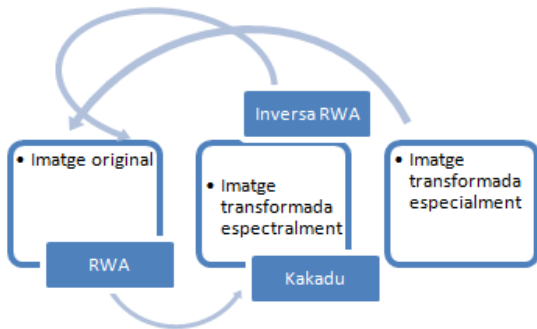 • Imatge original
RWA
Inversa RWA
• Imatge
transformada
espectralment
Kakadu
• Imatge
transformada
especialment